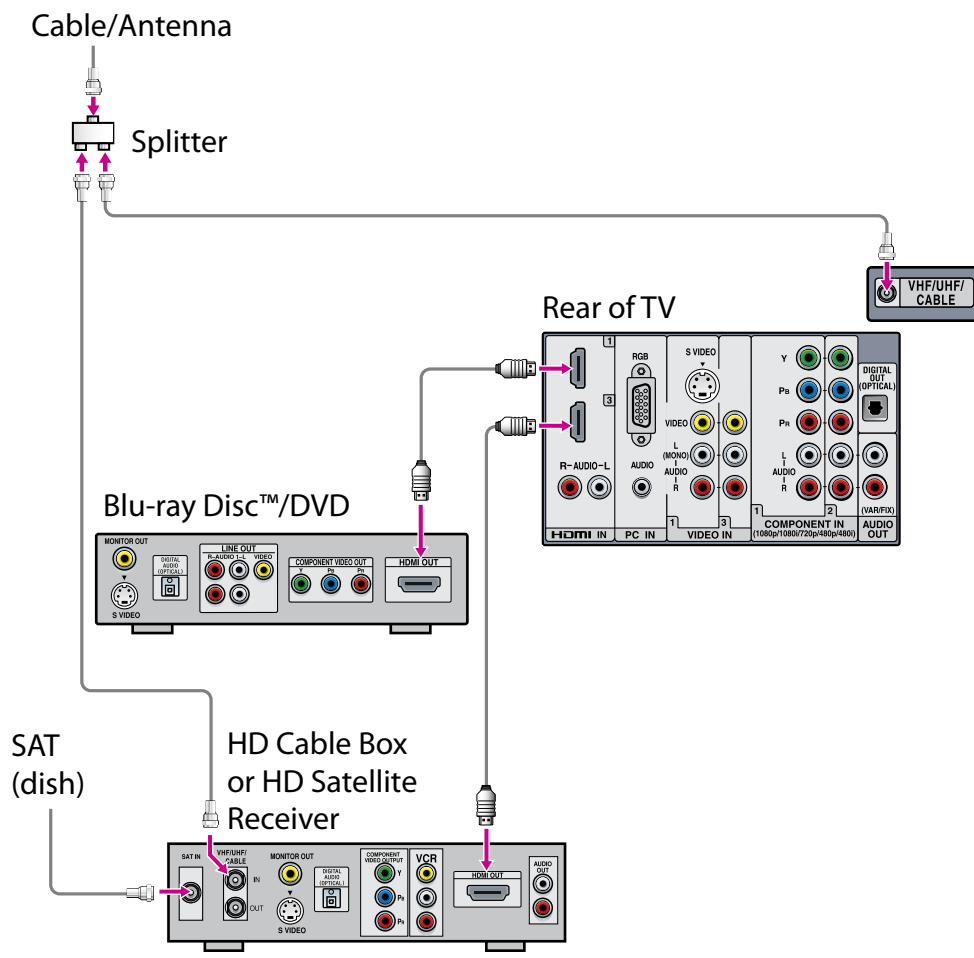 Cable/Antenna
Splitter
VHF/UHF/
CABLE
Rear of TV
1
3
RGB
S VIDEO
VIDEO
L
(MONO)
AUDIO
R
R-AUDIO-L
AUDIO
Y
PB
PR
L
AUDIO
R
DIGITAL
OUT
(OPTICAL)
(VAR/FIX)
HDMI IN
PC IN
1
3
VIDEO IN
1
2
COMPONENT IN
(1080p/1080i/720p/480p/480i)
AUDIO
OUT
Blu-ray Disc™/DVD
MONITOR OUT
S VIDEO
DIGITAL
AUDIO
(OPTICAL)
LINE OUT
R-AUDIO 1-L VIDEO
COMPONENT VIDEO OUT
Y PB PR
HDMI OUT
SAT
(dish)
HD Cable Box
or HD Satellite
Receiver
SAT IN
VHF/UHF/
CABLE
IN
OUT
MONITOR OUT
S VIDEO
DIGITAL
AUDIO
(OPTICAL)
COMPONENT
VIDEO OUTPUT
Y
PB
PR
VCR
HDMI OUT
AUDIO
OUT